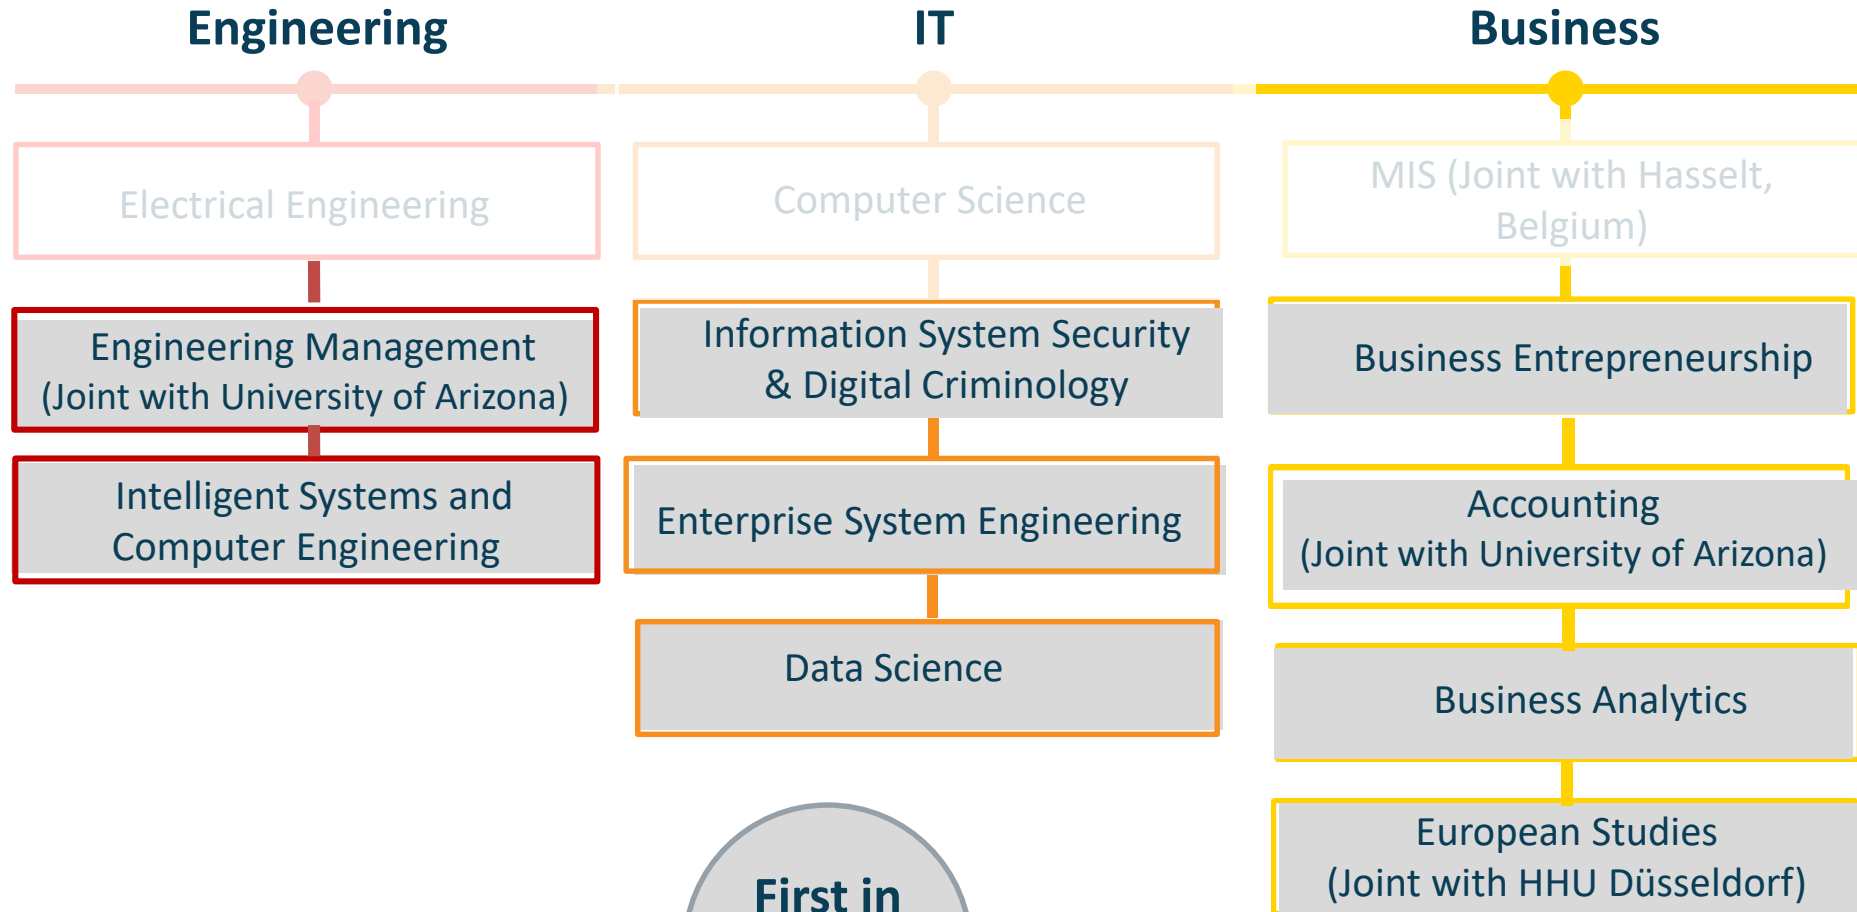 Engineering
Electrical Engineering
Engineering Management
(Joint with University of Arizona)
Intelligent Systems and
Computer Engineering
IT
Computer Science
Information System Security
& Digital Criminology
Enterprise System Engineering
Data Science
Business
MIS (Joint with Hasselt,
Belgium)
Business Entrepreneurship
Accounting
(Joint with University of Arizona)
Business Analytics
European Studies
(Joint with HHU Düsseldorf)
First in